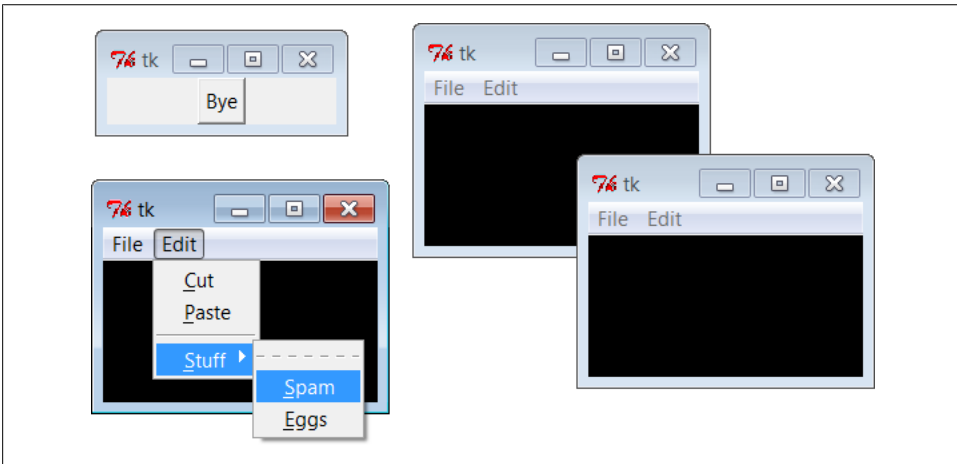 tk
Bye
tk
File Edit
tk
File Edit
tk
File Edit
Cut
Paste
Stuff
Spam
Eggs